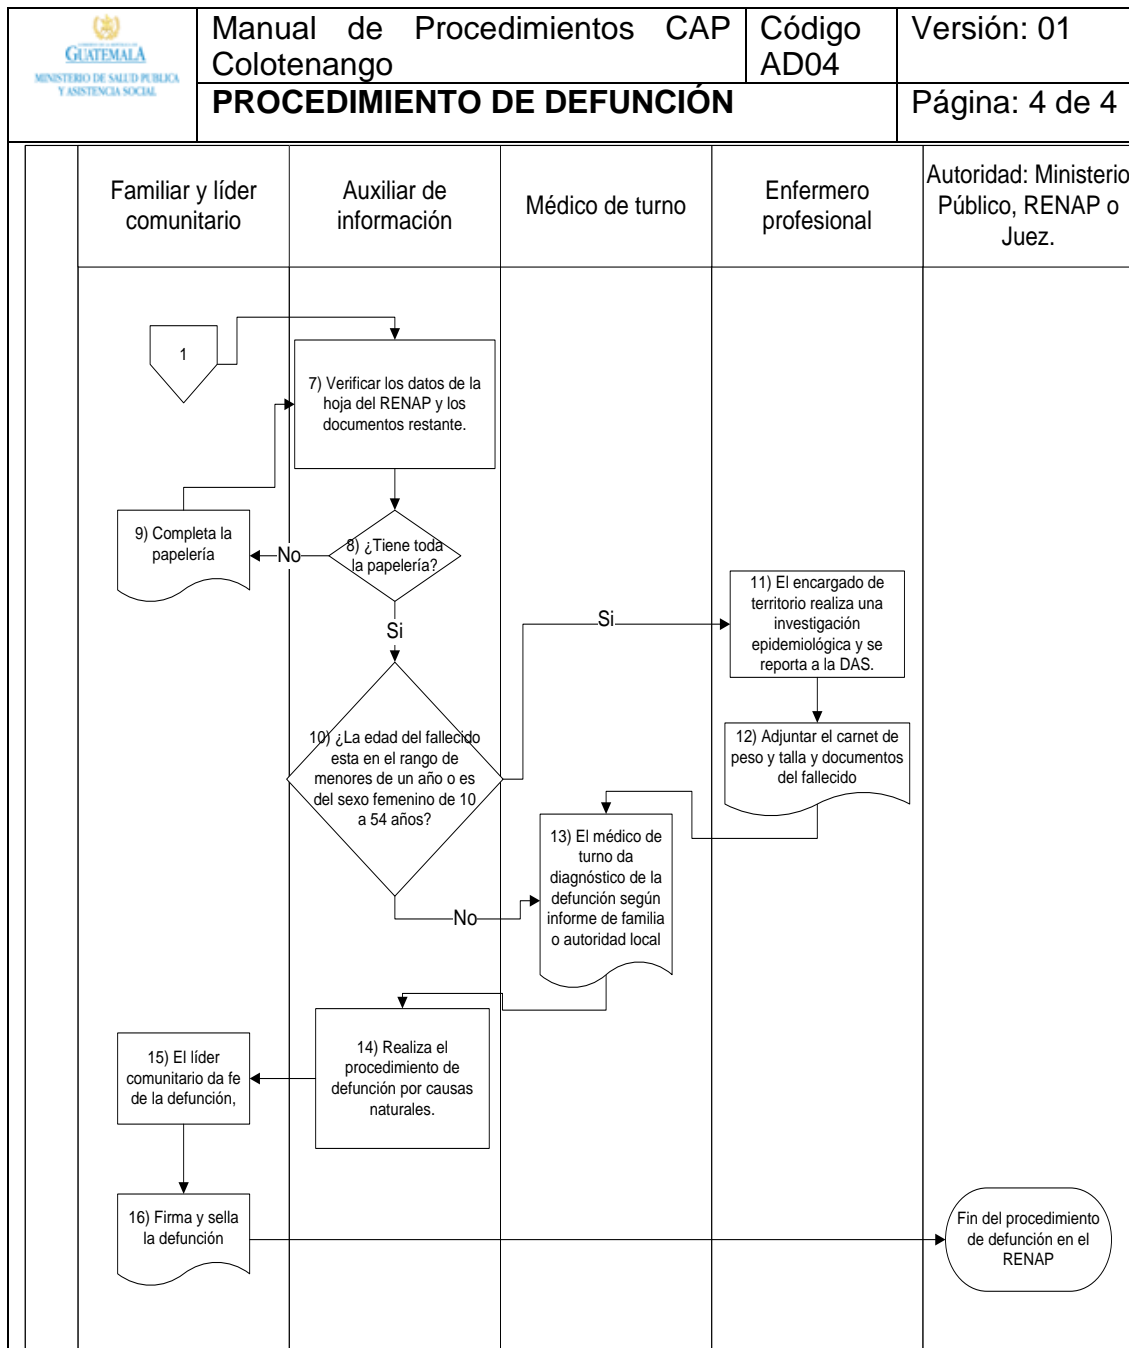 GUATEMALA
MINISTERIO DE SALUD PUBLICA
Y ASISTENCIA SOCIAL
Manual de Procedimientos CAP
Colotenango
Código
AD04
Versión: 01
PROCEDIMIENTO DE DEFUNCIÓN
Página: 4 de 4
Familiar y líder
comunitario
Auxiliar de
información
Médico de turno
Enfermero
profesional
Autoridad: Ministerio
Público, RENAP o
Juez.
1
7) Verificar los datos de la
hoja del RENAP y los
documentos restante.
9) Completa la
papelería
No
8) ¿Tiene toda
la papelería?
Si
Si
11) El encargado de
territorio realiza una
investigación
epidemiológica y se
reporta a la DAS.
10) ¿La edad del fallecido
esta en el rango de
menores de un año o es
del sexo femenino de 10
a 54 años?
12) Adjuntar el carnet de
peso y talla y documentos
del fallecido
No
13) El médico de
turno da
diagnóstico de la
defunción según
informe de familia
o autoridad local
14) Realiza el
procedimiento de
defunción por causas
naturales.
15) El líder
comunitario da fe
de la defunción,
16) Firma y sella
la defunción
Fin del procedimiento
de defunción en el
RENAP